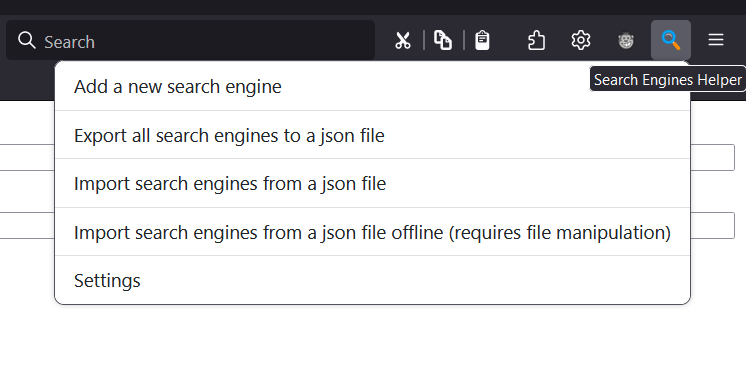 Search
Search Engines Helper
Add a new search engine
Export all search engines to a json file
Import search engines from a json file
Import search engines from a json file offline (requires file manipulation)
Settings